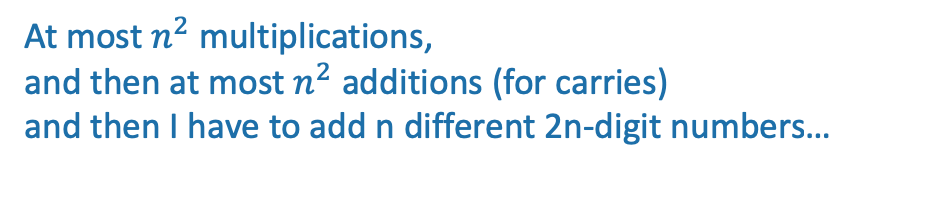 At most n² multiplications,
and then at most n² additions (for carries)
and then I have to add n different 2n-digit numbers...